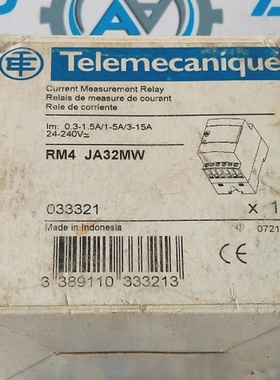 Telemecanique
Current Measurement Relay
Relais de mesure de courant
Rele de corriente
Im: 0.3-1.5A/1-5A/3-15A
24-240V≂
RM4 JA32MW
033321 x 1
Made in Indonesia 0721
CE
3 389110 333213